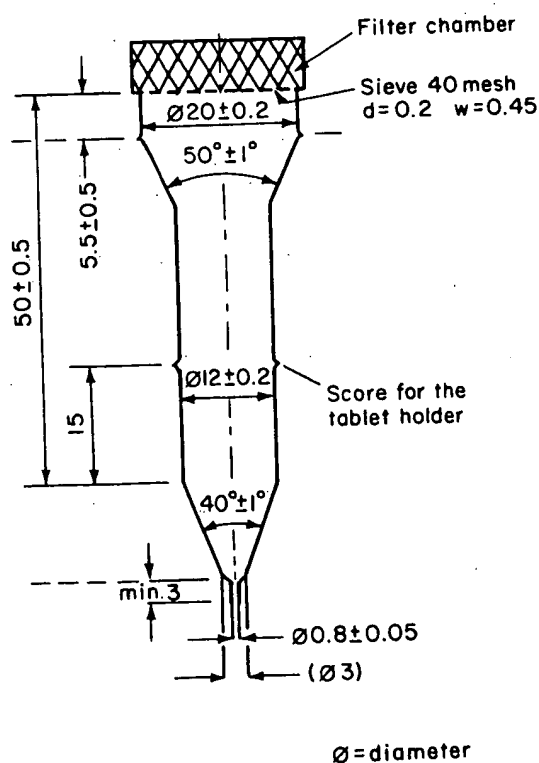 Filter chamber
Sieve 40 mesh
d=0.2 w=0.45
Ø20±0.2
50°±1°
5.5±0.5
50±0.5
Ø12±0.2
Score for the
tablet holder
15
40°±1°
min.3
Ø0.8±0.05
(Ø3)
Ø=diameter